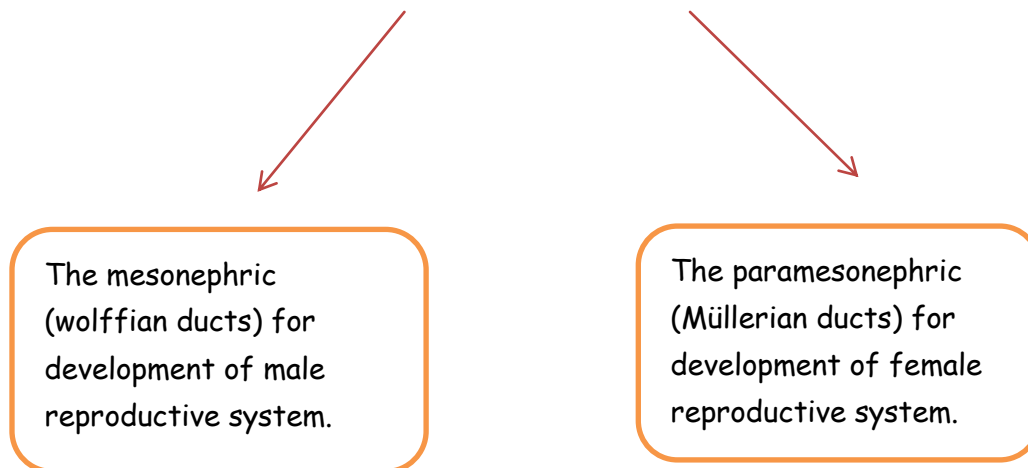 The mesonephric
(wolffian ducts) for
development of male
reproductive system.
The paramesonephric
(Müllerian ducts) for
development of female
reproductive system.